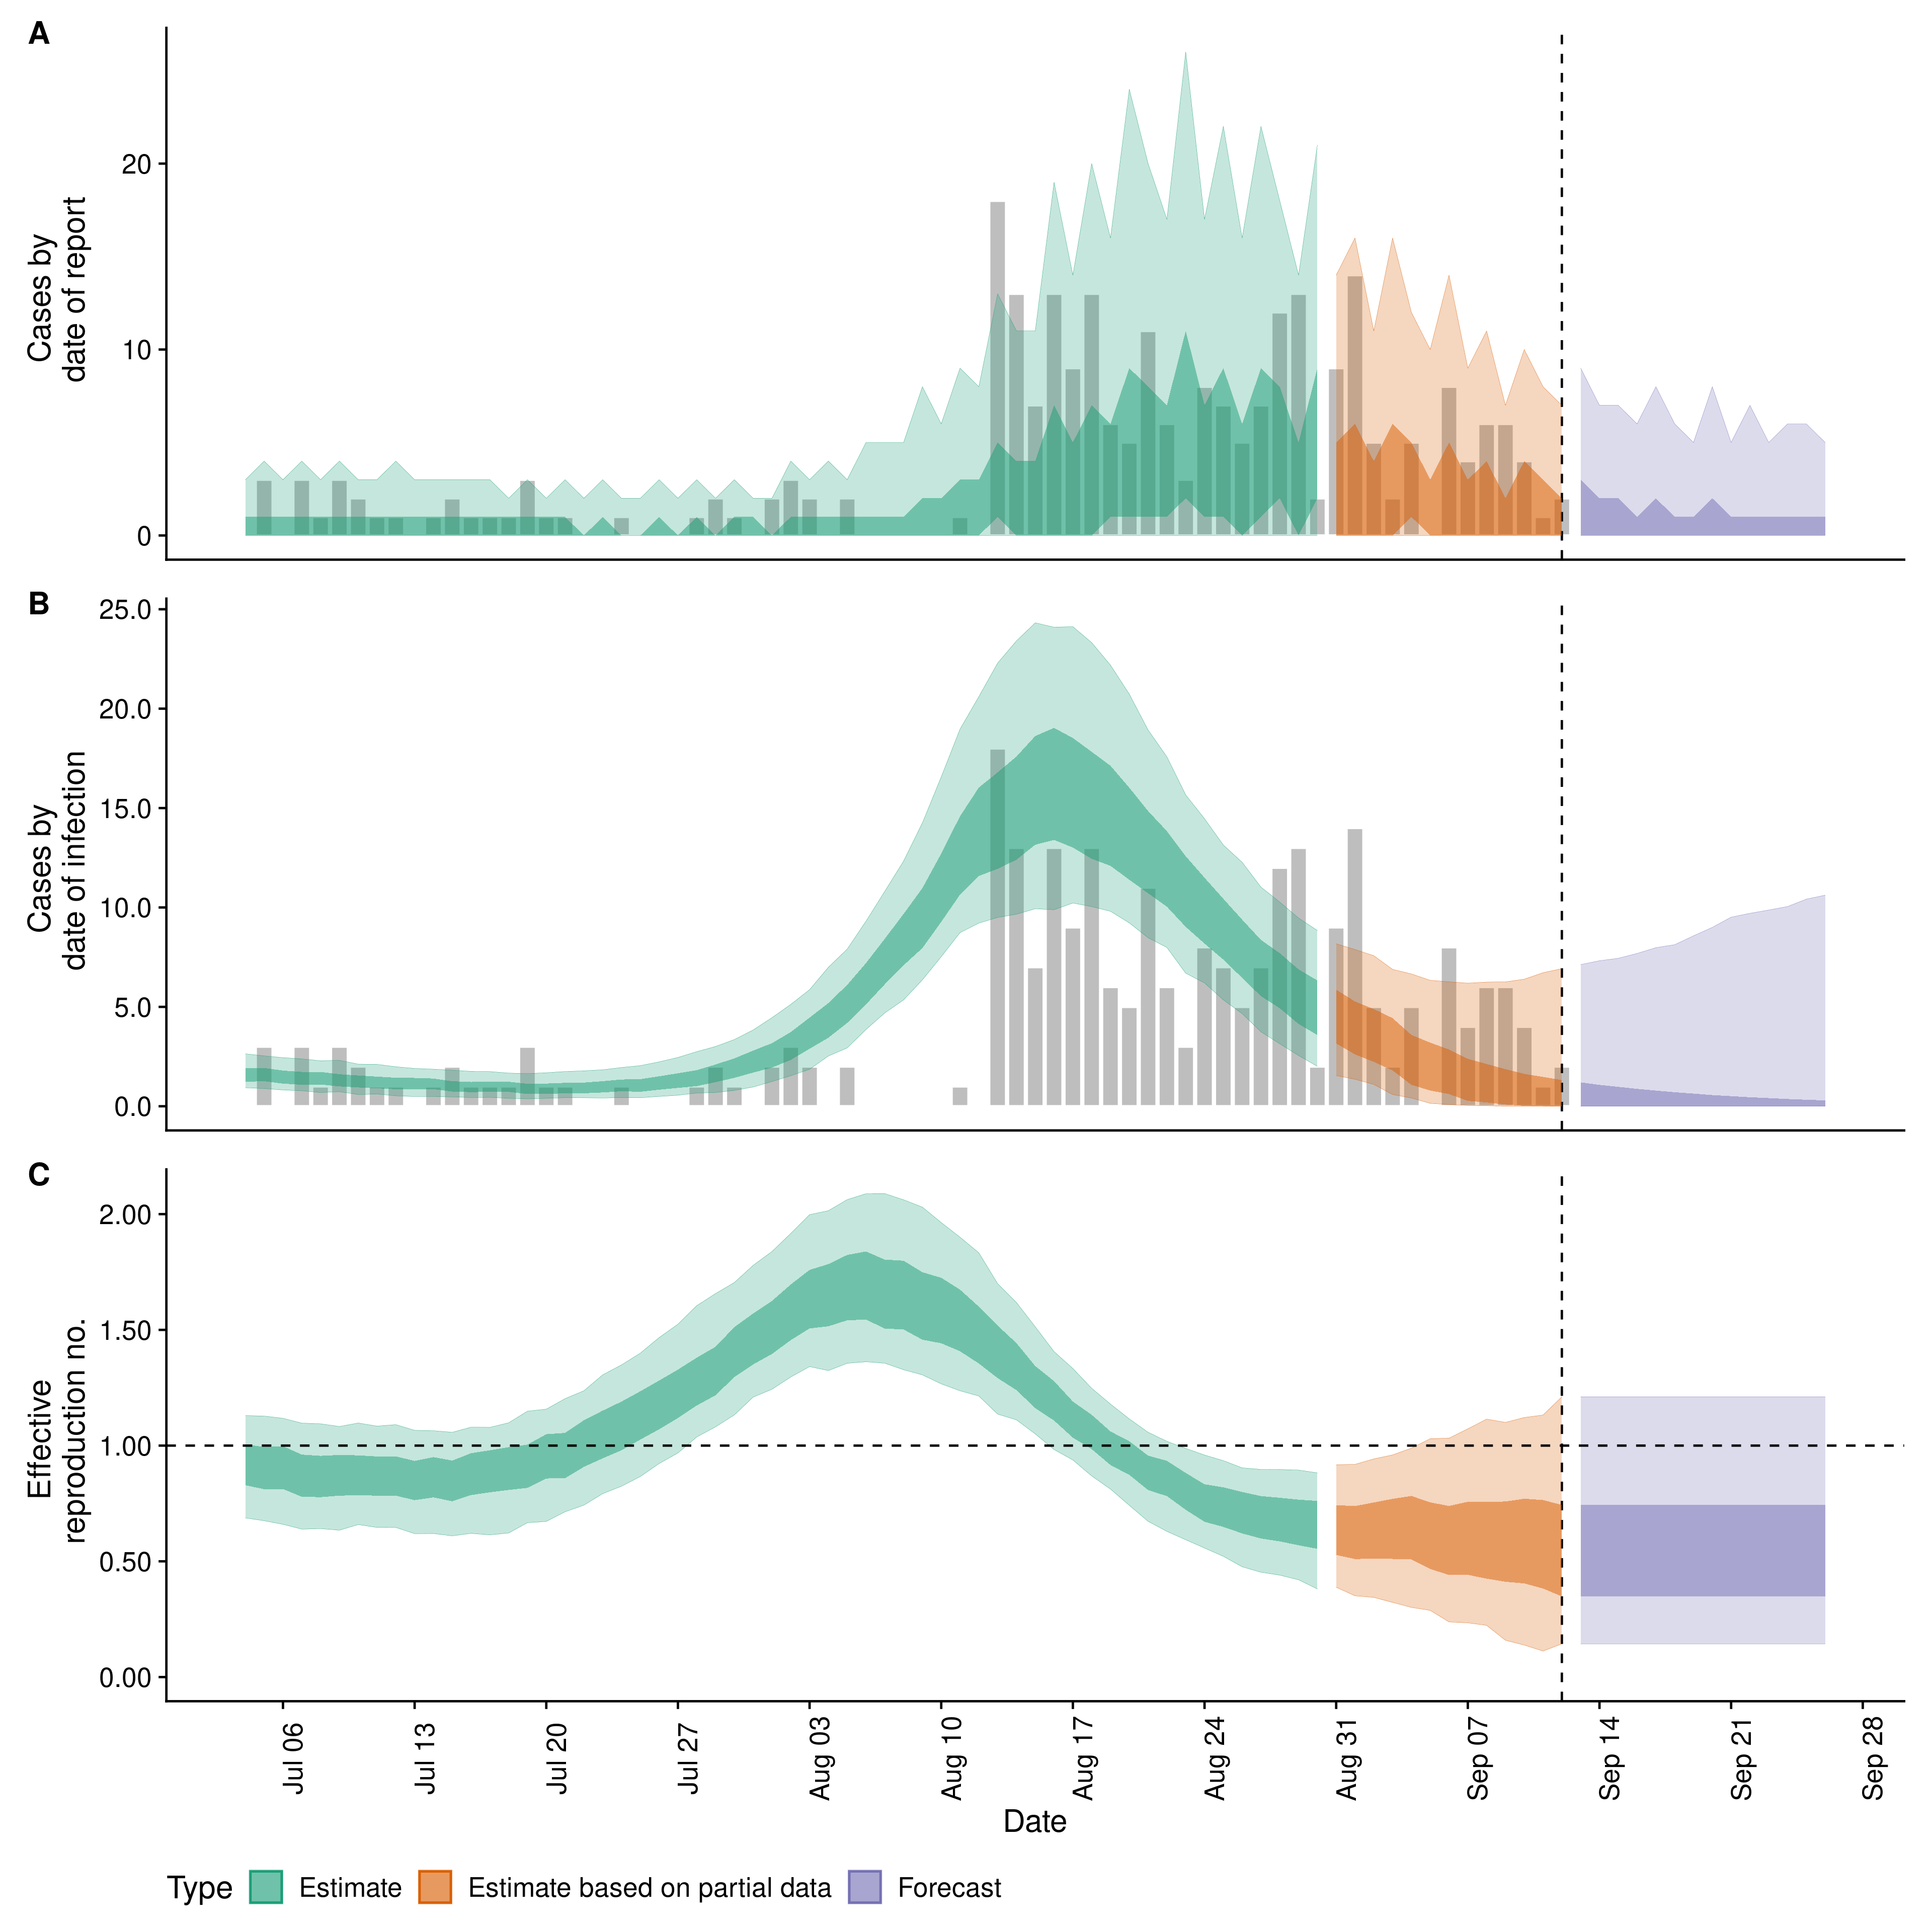 A
Cases by
date of report
20
10
0
B
Cases by
date of infection
25.0
20.0
15.0
10.0
5.0
0.0
C
Effective
reproduction no.
2.00
1.50
1.00
0.50
0.00
Jul 06
Jul 13
Jul 20
Jul 27
Aug 03
Aug 10
Aug 17
Aug 24
Aug 31
Sep 07
Sep 14
Sep 21
Sep 28
Date
Type Estimate Estimate based on partial data Forecast